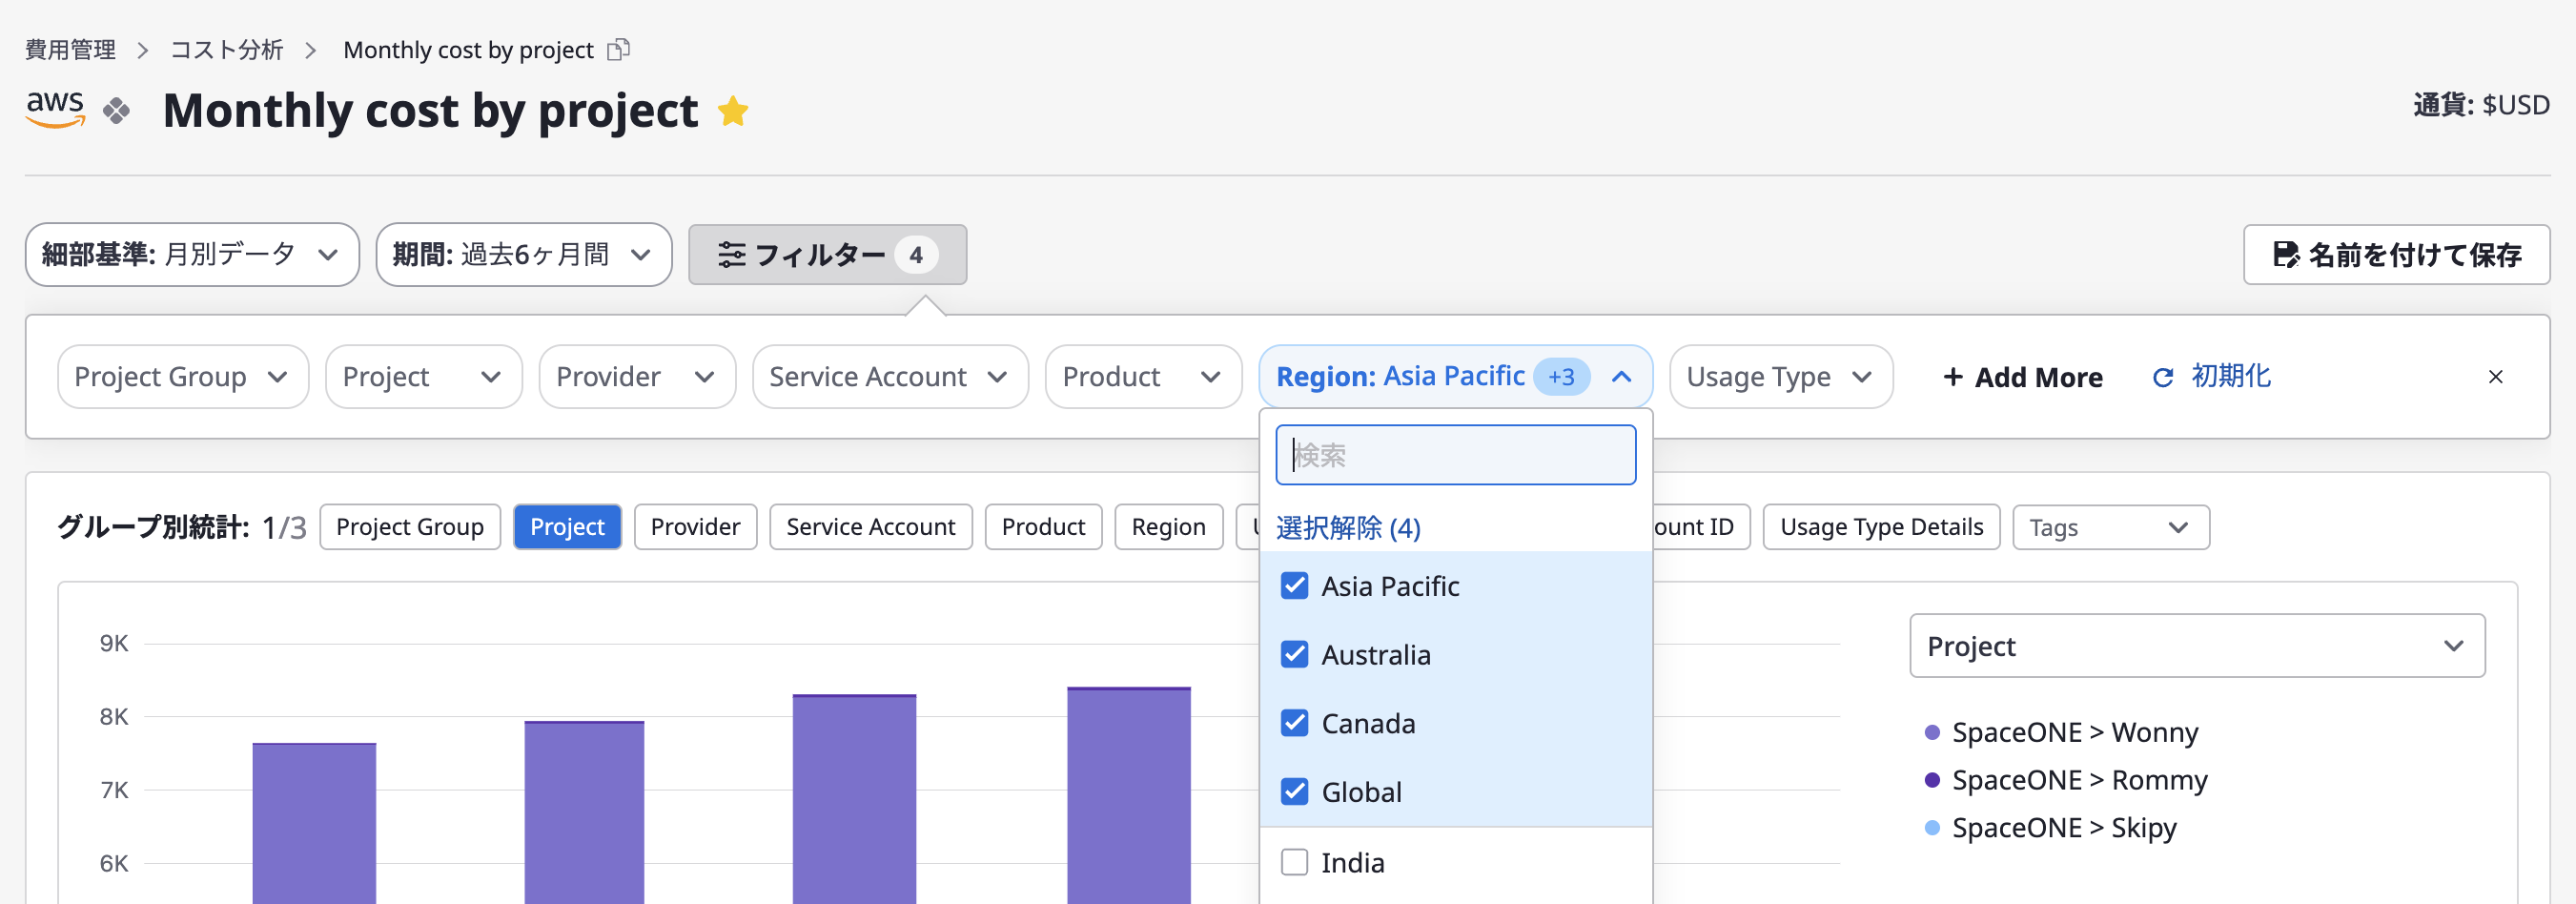 費用管理 > コスト分析 > Monthly cost by project
aws Monthly cost by project
通貨: $USD
細部基準: 月別データ 期間: 過去6ヶ月間 フィルター 4 名前を付けて保存
Project Group Project Provider Service Account Product Region: Asia Pacific +3 Usage Type + Add More 初期化
検索
選択解除 (4)
Asia Pacific
Australia
Canada
Global
India
グループ別統計: 1/3 Project Group Project Provider Service Account Product Region ount ID Usage Type Details Tags
9K
8K
7K
6K
Project
SpaceONE > Wonny
SpaceONE > Rommy
SpaceONE > Skipy